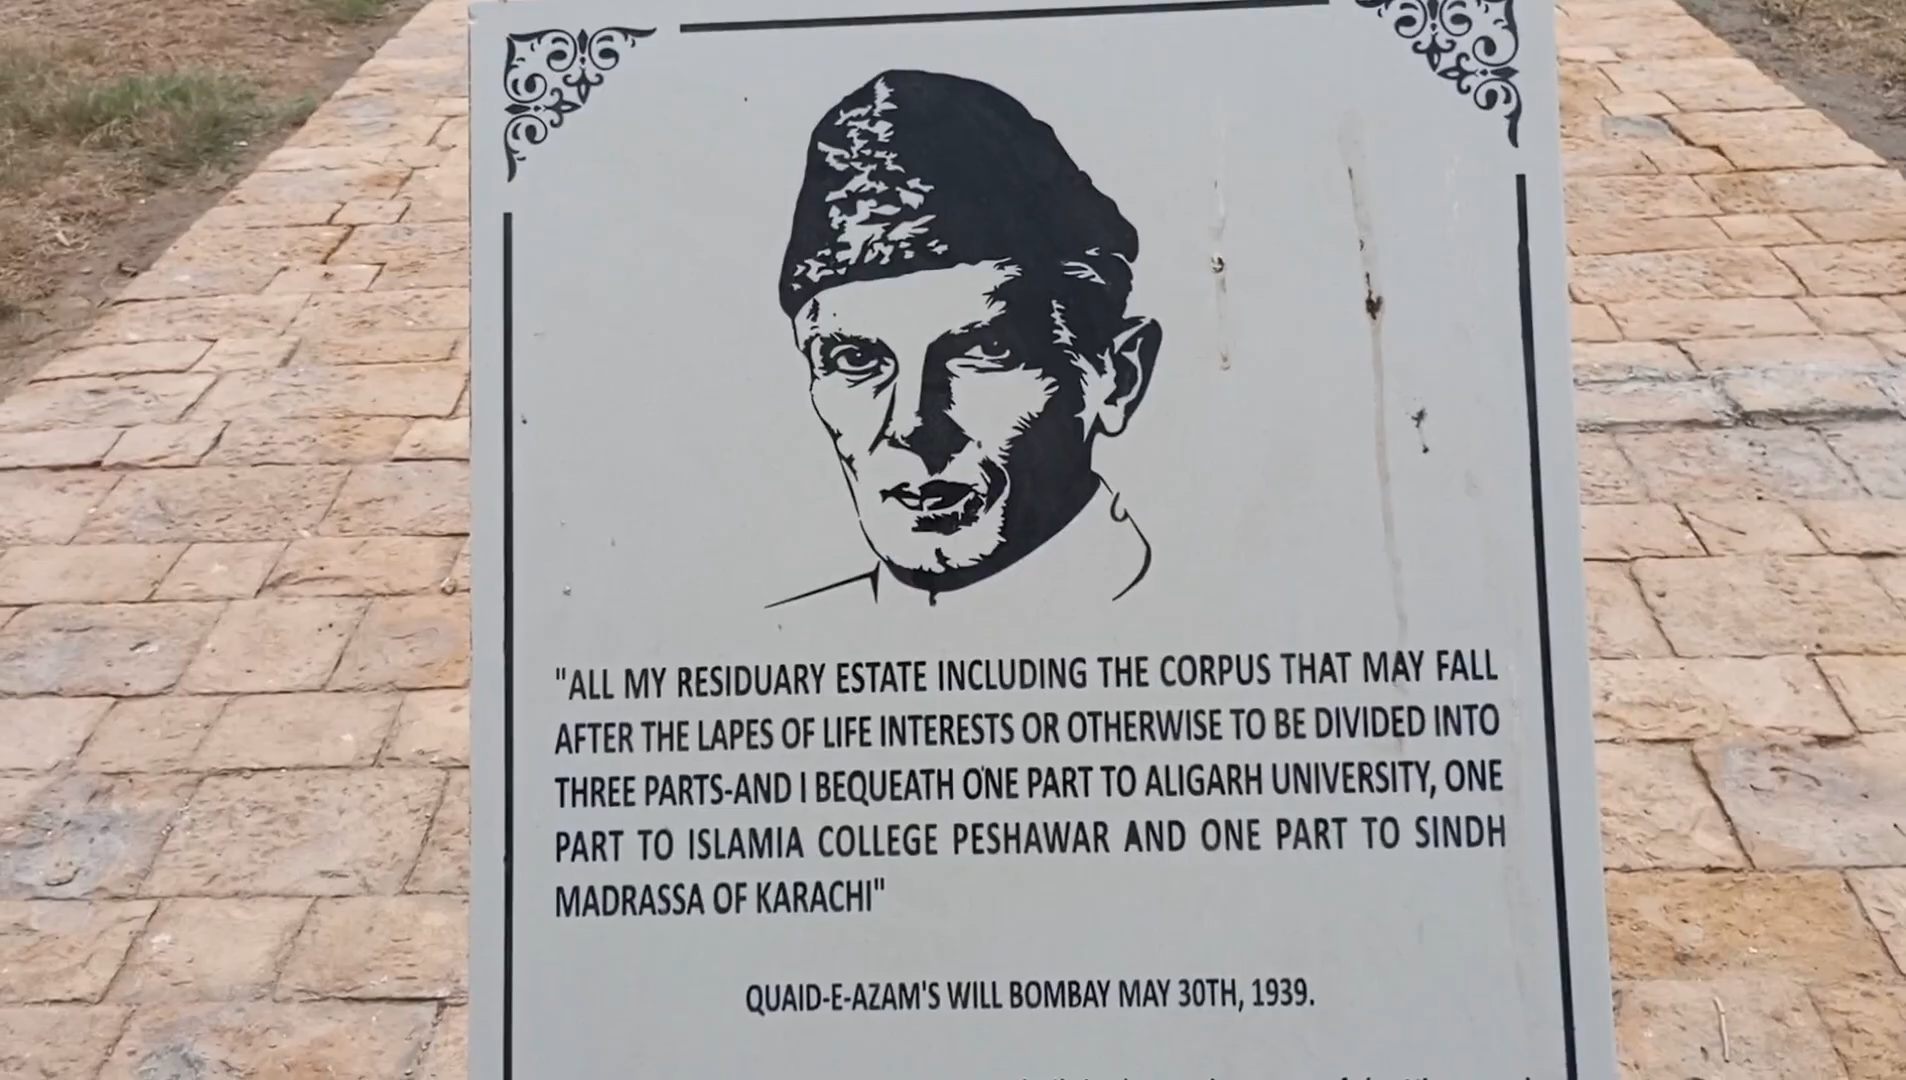 "ALL MY RESIDUARY ESTATE INCLUDING THE CORPUS THAT MAY FALL
AFTER THE LAPES OF LIFE INTERESTS OR OTHERWISE TO BE DIVIDED INTO
THREE PARTS-AND I BEQUEATH ONE PART TO ALIGARH UNIVERSITY, ONE
PART TO ISLAMIA COLLEGE PESHAWAR AND ONE PART TO SINDH
MADRASSA OF KARACHI"
QUAID-E-AZAM'S WILL BOMBAY MAY 30TH, 1939.